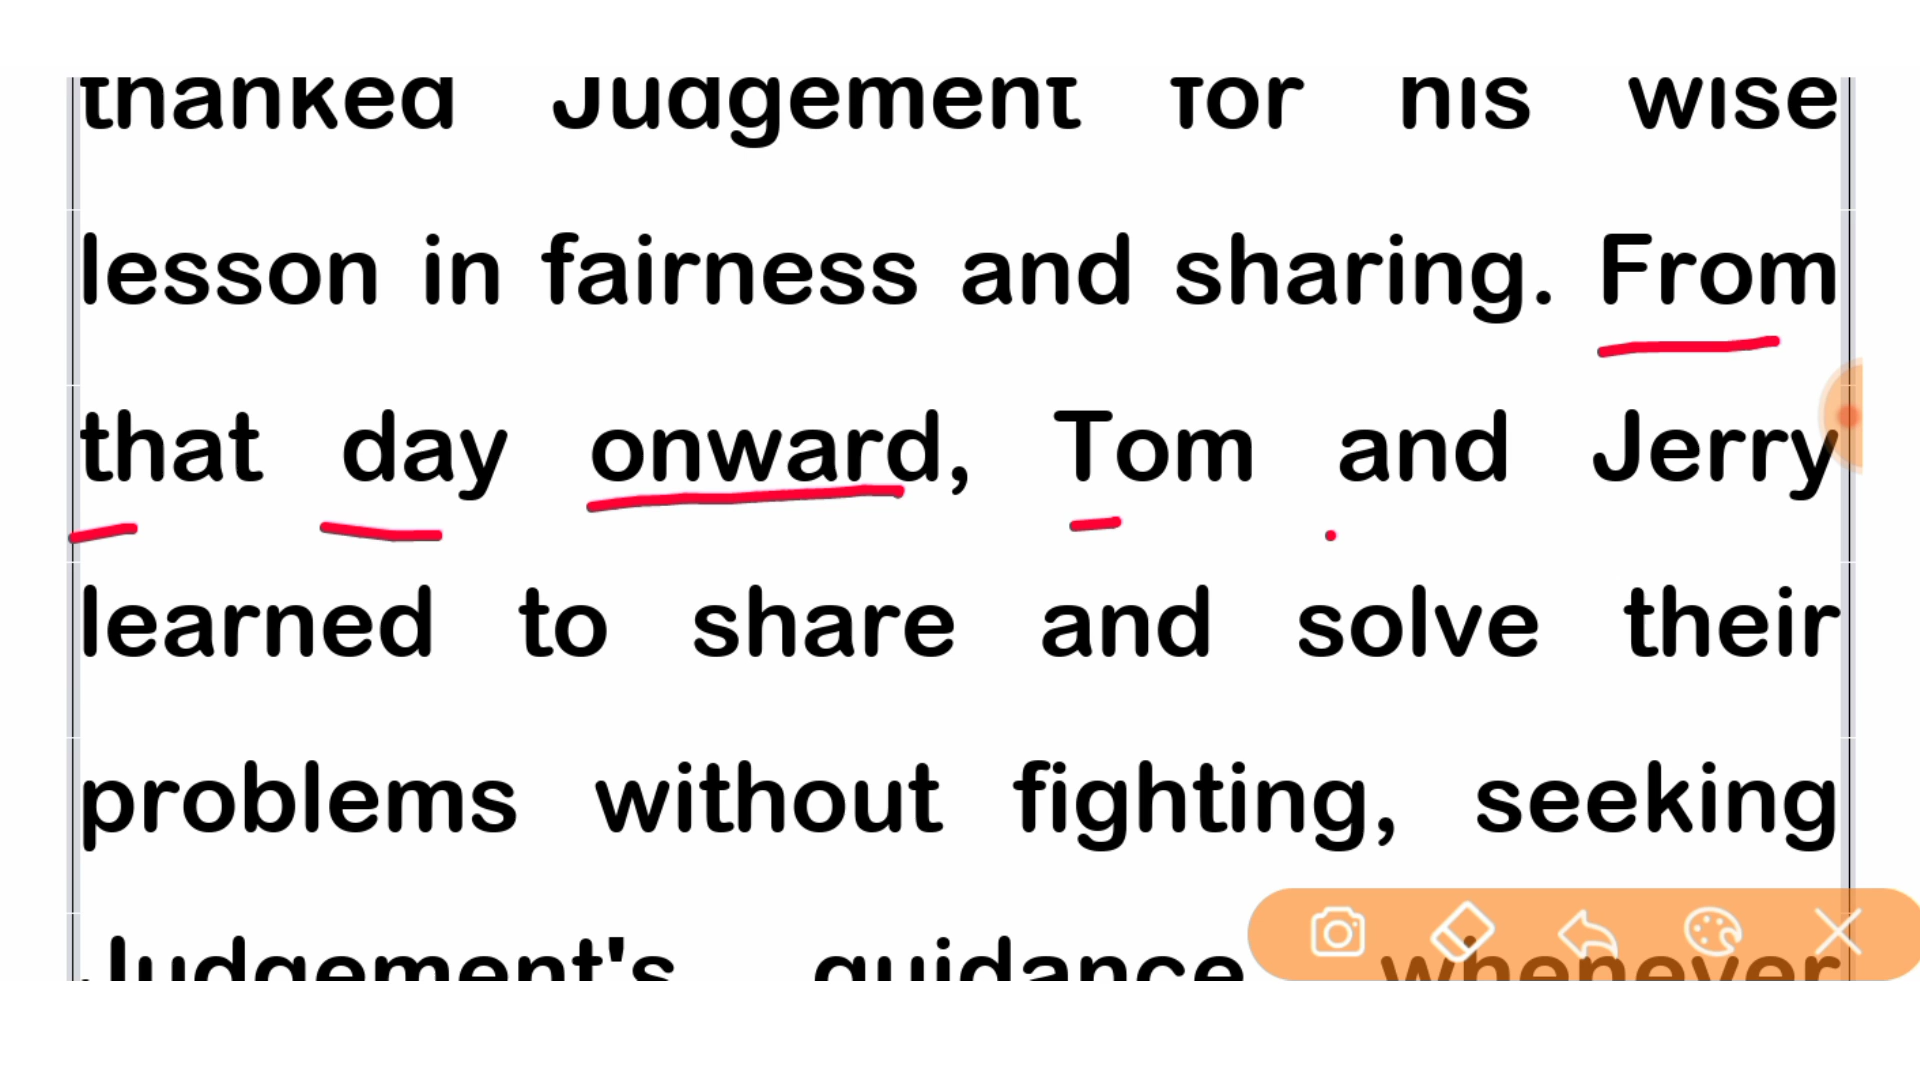 thanked Judgement for his wise
lesson in fairness and sharing. From
that day onward, Tom and Jerry
learned to share and solve their
problems without fighting, seeking
Judgement's guidance whenever